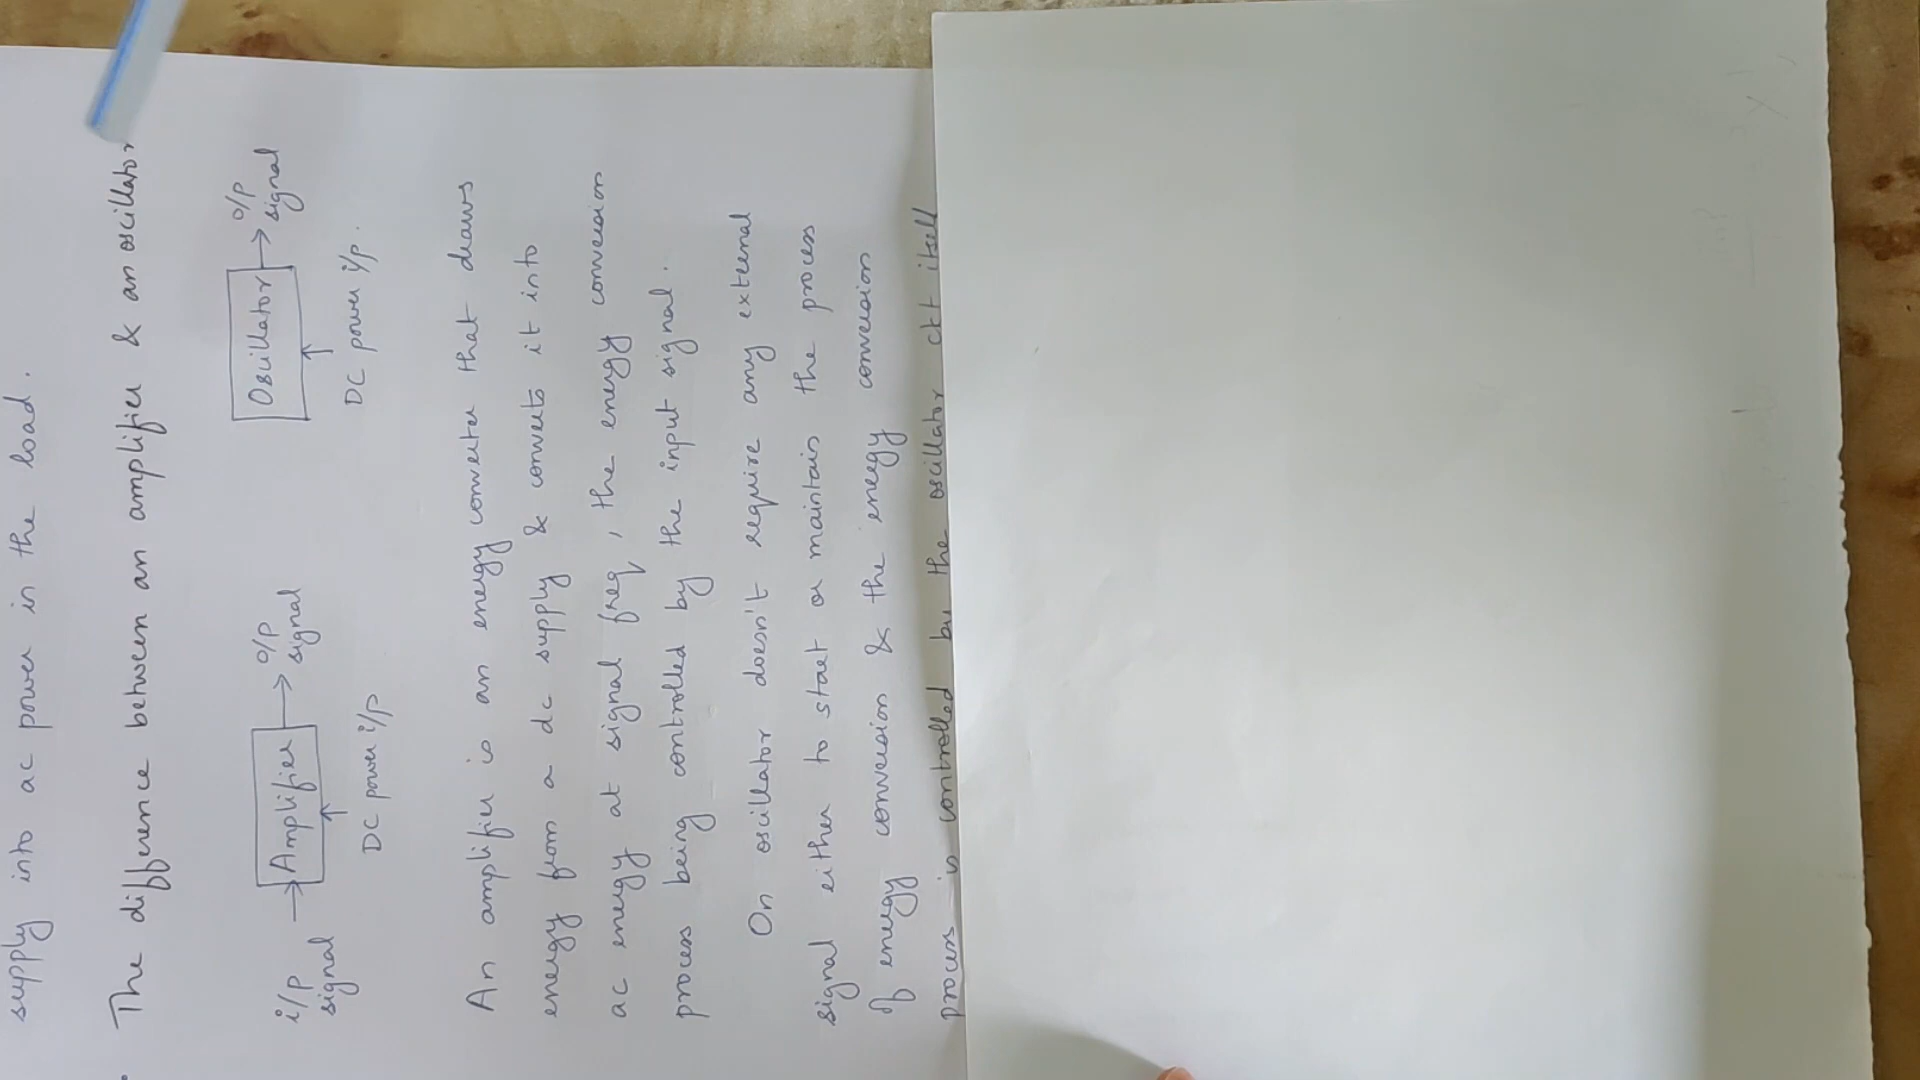 supply into ac power in the load.
The difference between an amplifier & an oscillator
i/p signal → Amplifier → o/p signal
DC power i/p
Oscillator → o/p signal
DC power i/p.
An amplifier is an energy converter that draws
energy from a dc supply & converts it into
ac energy at signal freq, the energy conversion
process being controlled by the input signal.
On oscillator doesn't require any external
signal either to start or maintain the process
of energy conversion & the energy conversion
process is controlled by the oscillator ckt itself